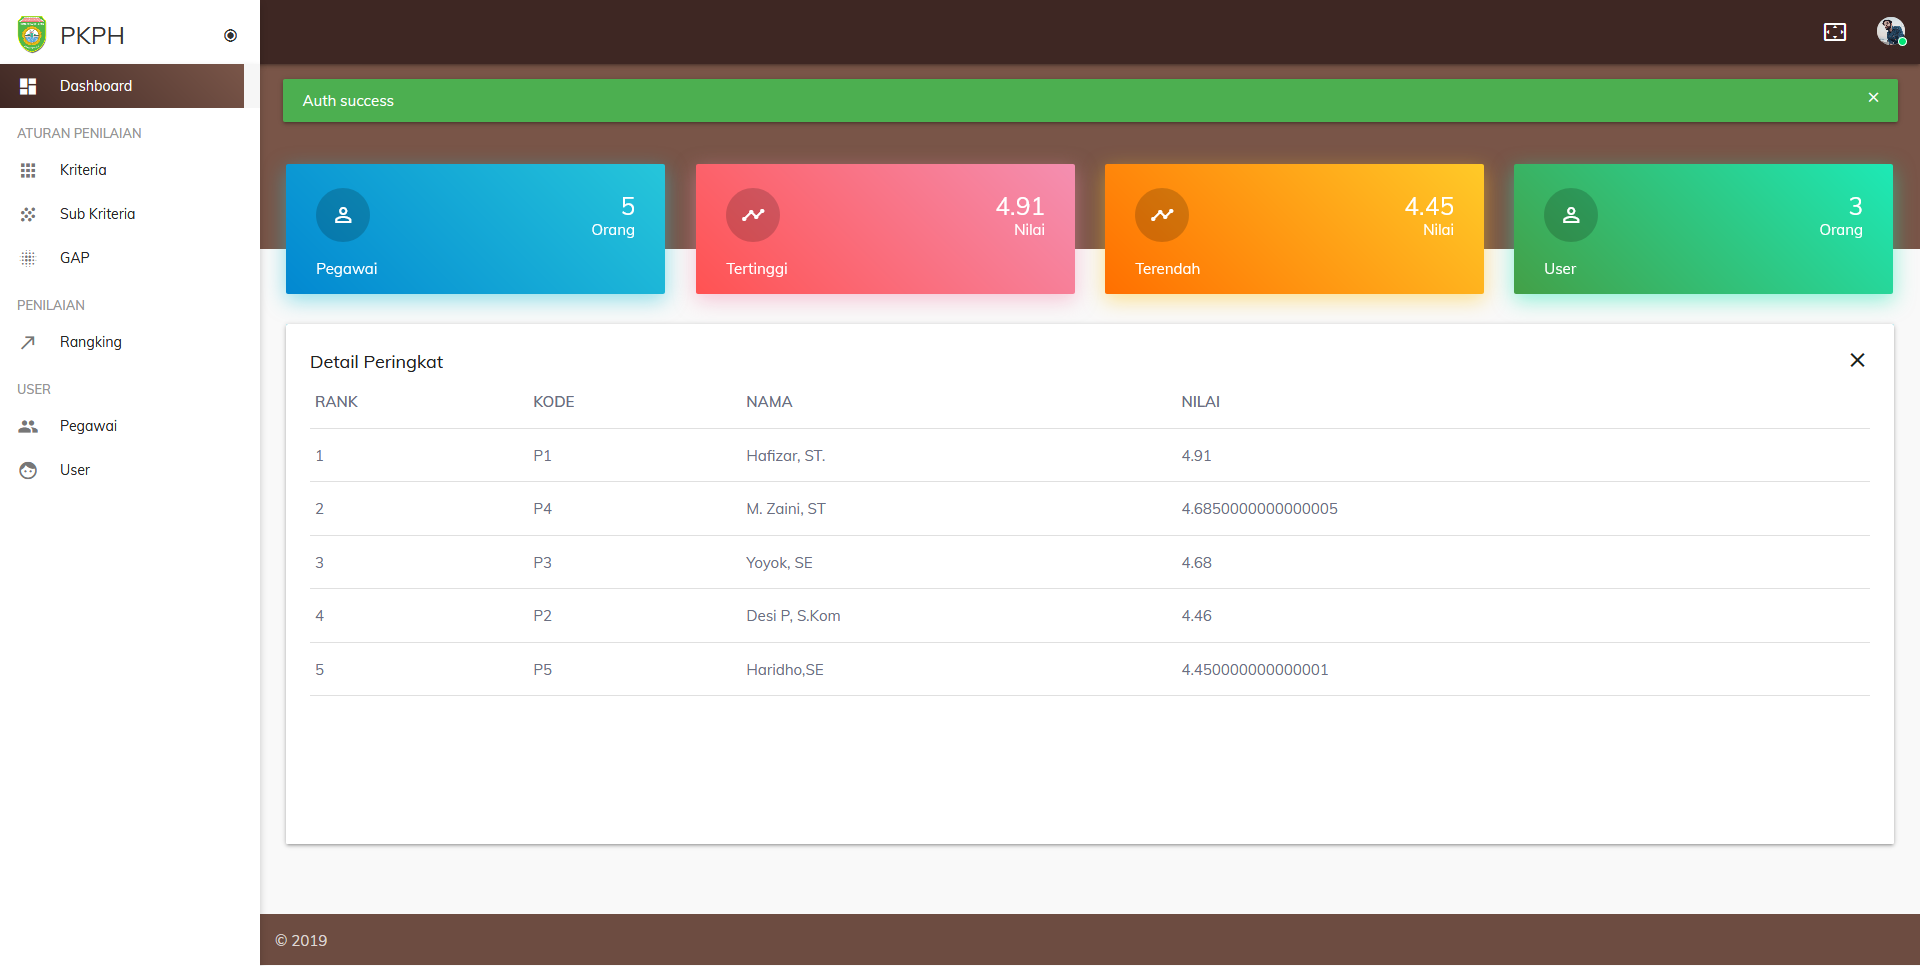 PKPH
Dashboard
ATURAN PENILAIAN
Kriteria
Sub Kriteria
GAP
PENILAIAN
Rangking
USER
Pegawai
User
Auth success
5
Orang
Pegawai
4.91
Nilai
Tertinggi
4.45
Nilai
Terendah
3
Orang
User
Detail Peringkat
RANK KODE NAMA NILAI
1 P1 Hafizar, ST. 4.91
2 P4 M. Zaini, ST 4.6850000000000005
3 P3 Yoyok, SE 4.68
4 P2 Desi P, S.Kom 4.46
5 P5 Haridho,SE 4.450000000000001
© 2019